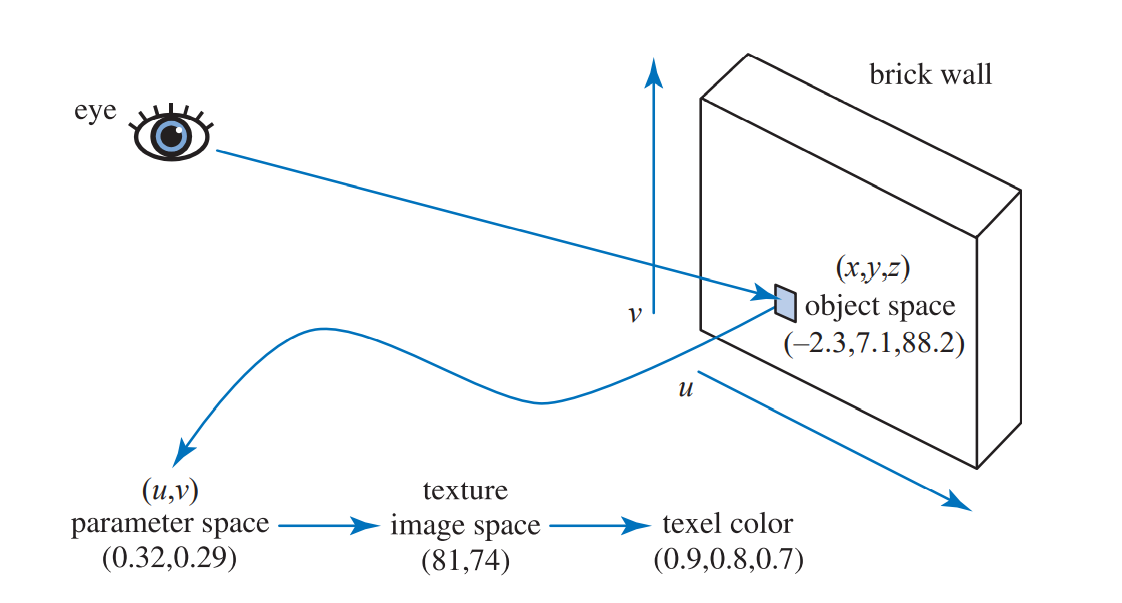 brick wall
eye
(x,y,z)
object space
(–2.3,7.1,88.2)
v
u
(u,v)
parameter space
(0.32,0.29)
texture
image space
(81,74)
texel color
(0.9,0.8,0.7)